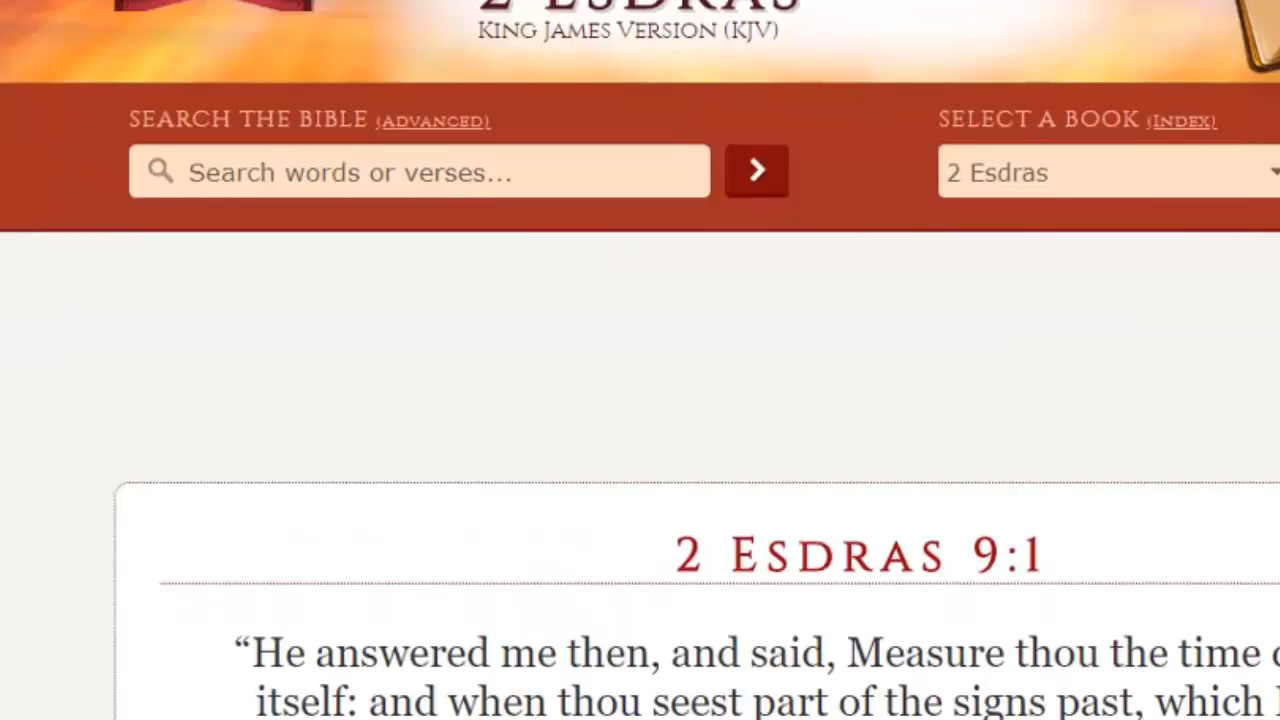 2 Esdras
King James Version (KJV)
Search the Bible (Advanced)
Select a Book (Index)
Search words or verses...
2 Esdras
2 Esdras 9:1
“He answered me then, and said, Measure thou the time
itself: and when thou seest part of the signs past, which